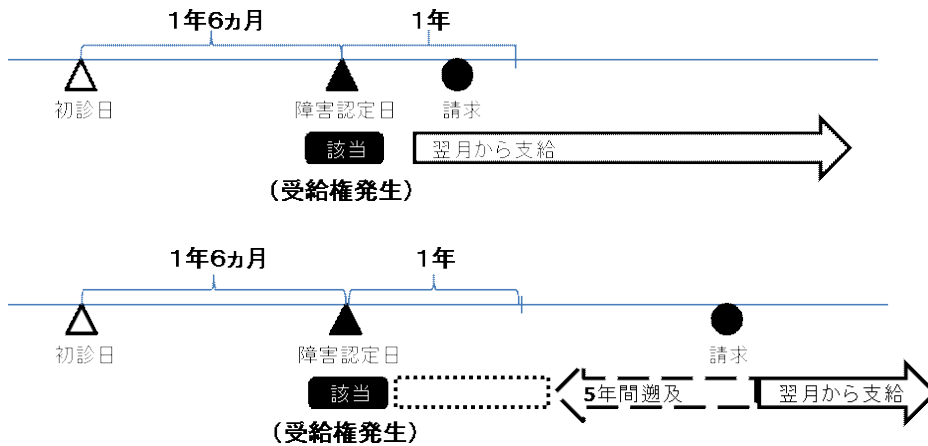 1年6ヵ月
1年
初診日
障害認定日
請求
該当
翌月から支給
(受給権発生)
1年6ヵ月
1年
初診日
障害認定日
請求
該当
5年間遡及
翌月から支給
(受給権発生)